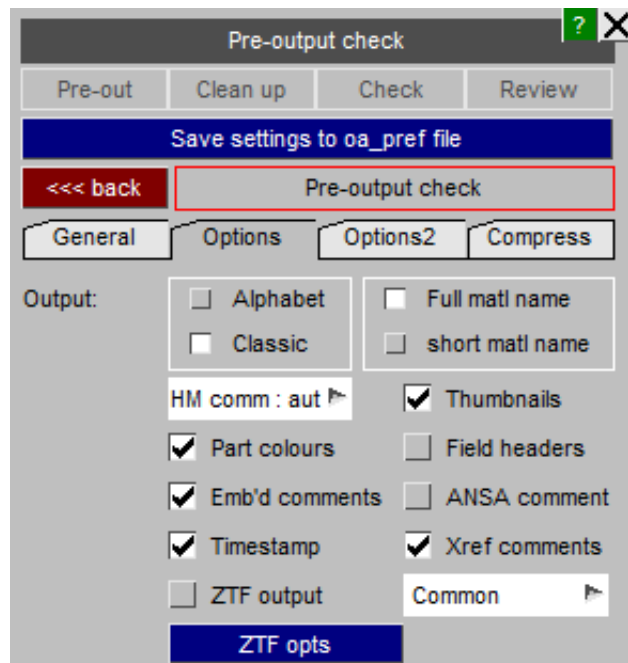 Pre-output check
?
X
Pre-out Clean up Check Review
Save settings to oa_pref file
<<< back Pre-output check
General Options Options2 Compress
Output: Alphabet Full matl name
Classic short matl name
HM comm : aut Thumbnails
Part colours Field headers
Emb'd comments ANSA comment
Timestamp Xref comments
ZTF output Common
ZTF opts